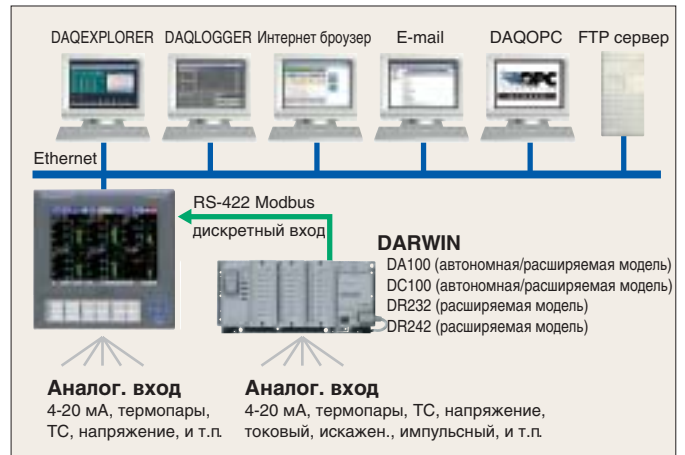 DAQEXPLORER DAQLOGGER Интернет броузер E-mail DAQOPC FTP сервер
OPC
Ethernet
RS-422 Modbus
дискретный вход
DARWIN
DA100 (автономная/расширяемая модель)
DC100 (автономная/расширяемая модель)
DR232 (расширяемая модель)
DR242 (расширяемая модель)
Аналог. вход
4-20 мА, термопары,
ТС, напряжение, и т.п.
Аналог. вход
4-20 мА, термопары, ТС, напряжение,
токовый, искажен., импульсный, и т.п.